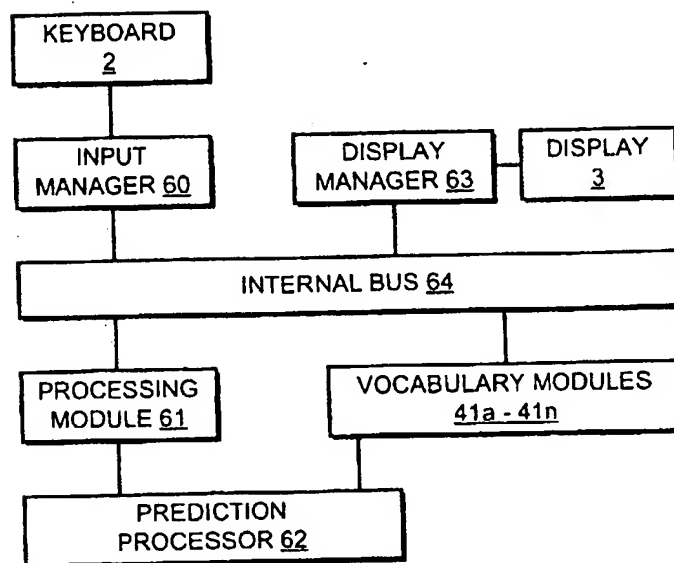 KEYBOARD
2
INPUT
MANAGER 60
DISPLAY
MANAGER 63
DISPLAY
3
INTERNAL BUS 64
PROCESSING
MODULE 61
VOCABULARY MODULES
41a - 41n
PREDICTION
PROCESSOR 62